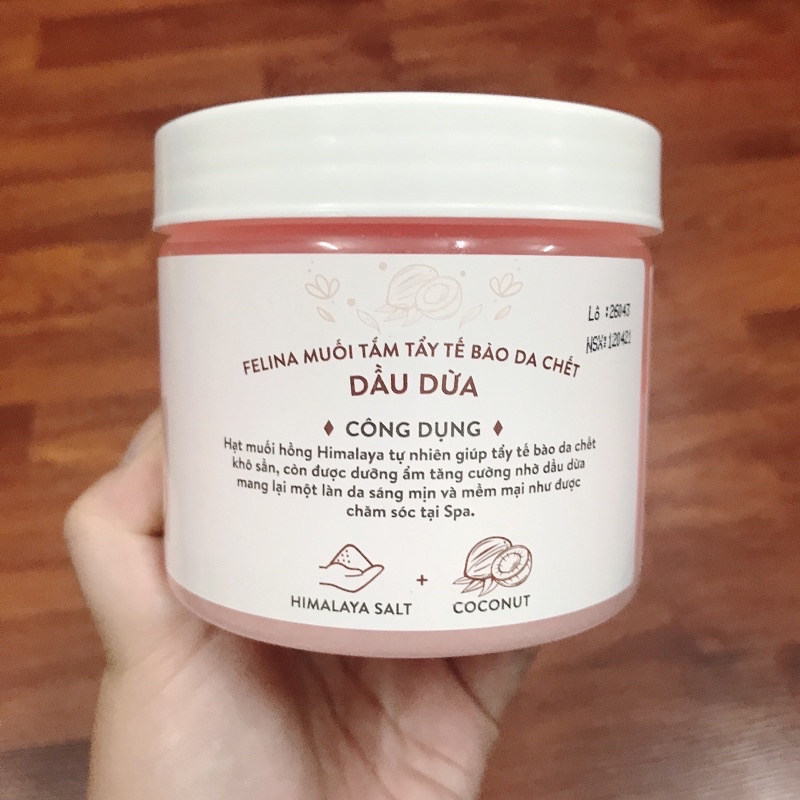 Lô :26043
NSX:120421
FELINA MUỐI TẮM TẨY TẾ BÀO DA CHẾT
DẦU DỪA
CÔNG DỤNG
Hạt muối hồng Himalaya tự nhiên giúp tẩy tế bào da chết
khô sần, còn được dưỡng ẩm tăng cường nhờ dầu dừa
mang lại một làn da sáng mịn và mềm mại như được
chăm sóc tại Spa.
+
HIMALAYA SALT
COCONUT